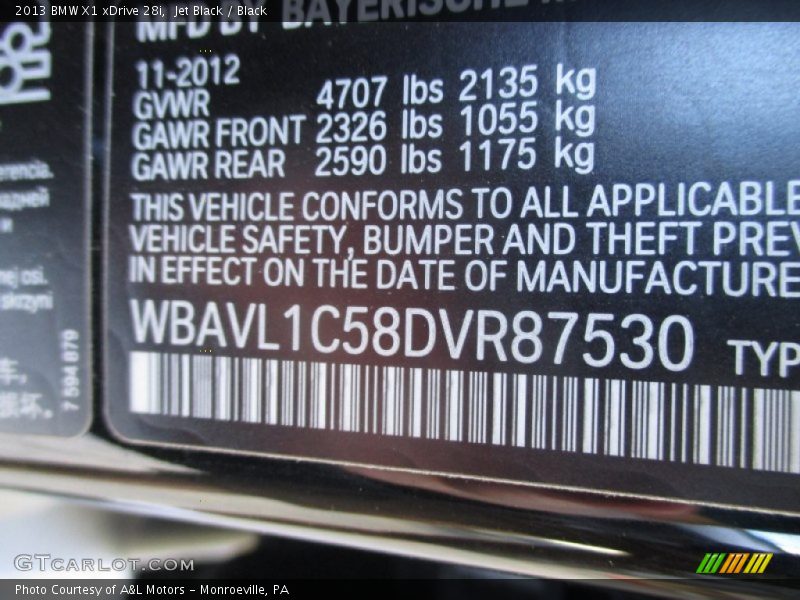 2013 BMW X1 xDrive 28i,  Jet Black / Black
MFD BY BAYERISCHE
11-2012
GVWR 4707 lbs 2135 kg
GAWR FRONT 2326 lbs 1055 kg
GAWR REAR 2590 lbs 1175 kg
THIS VEHICLE CONFORMS TO ALL APPLICABLE
VEHICLE SAFETY, BUMPER AND THEFT PREV
IN EFFECT ON THE DATE OF MANUFACTURE
WBAVL1C58DVR87530 TYP
7 594 879
GTCARLOT.COM
Photo Courtesy of A&L Motors - Monroeville, PA